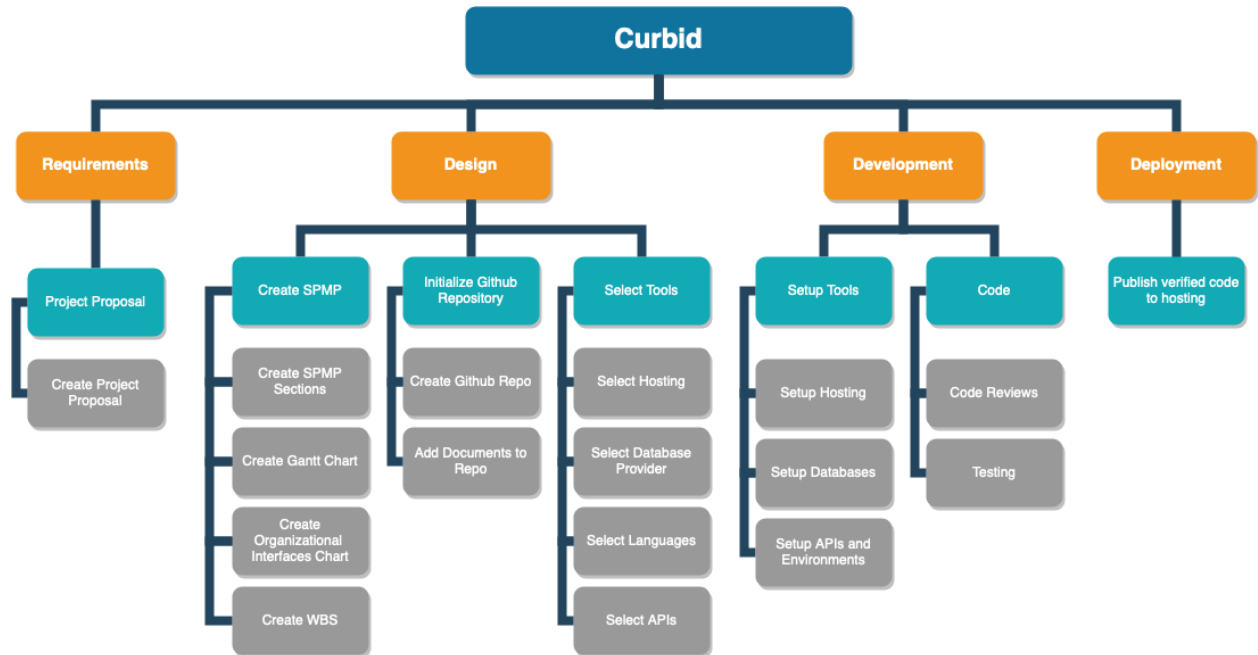 Curbid
Requirements
Design
Development
Deployment
Project Proposal
Create SPMP
Initialize Github
Repository
Select Tools
Setup Tools
Code
Publish verified code
to hosting
Create Project
Proposal
Create SPMP
Sections
Create Gantt Chart
Create
Organizational
Interfaces Chart
Create WBS
Create Github Repo
Add Documents to
Repo
Select Hosting
Select Database
Provider
Select Languages
Select APIs
Setup Hosting
Setup Databases
Setup APIs and
Environments
Code Reviews
Testing